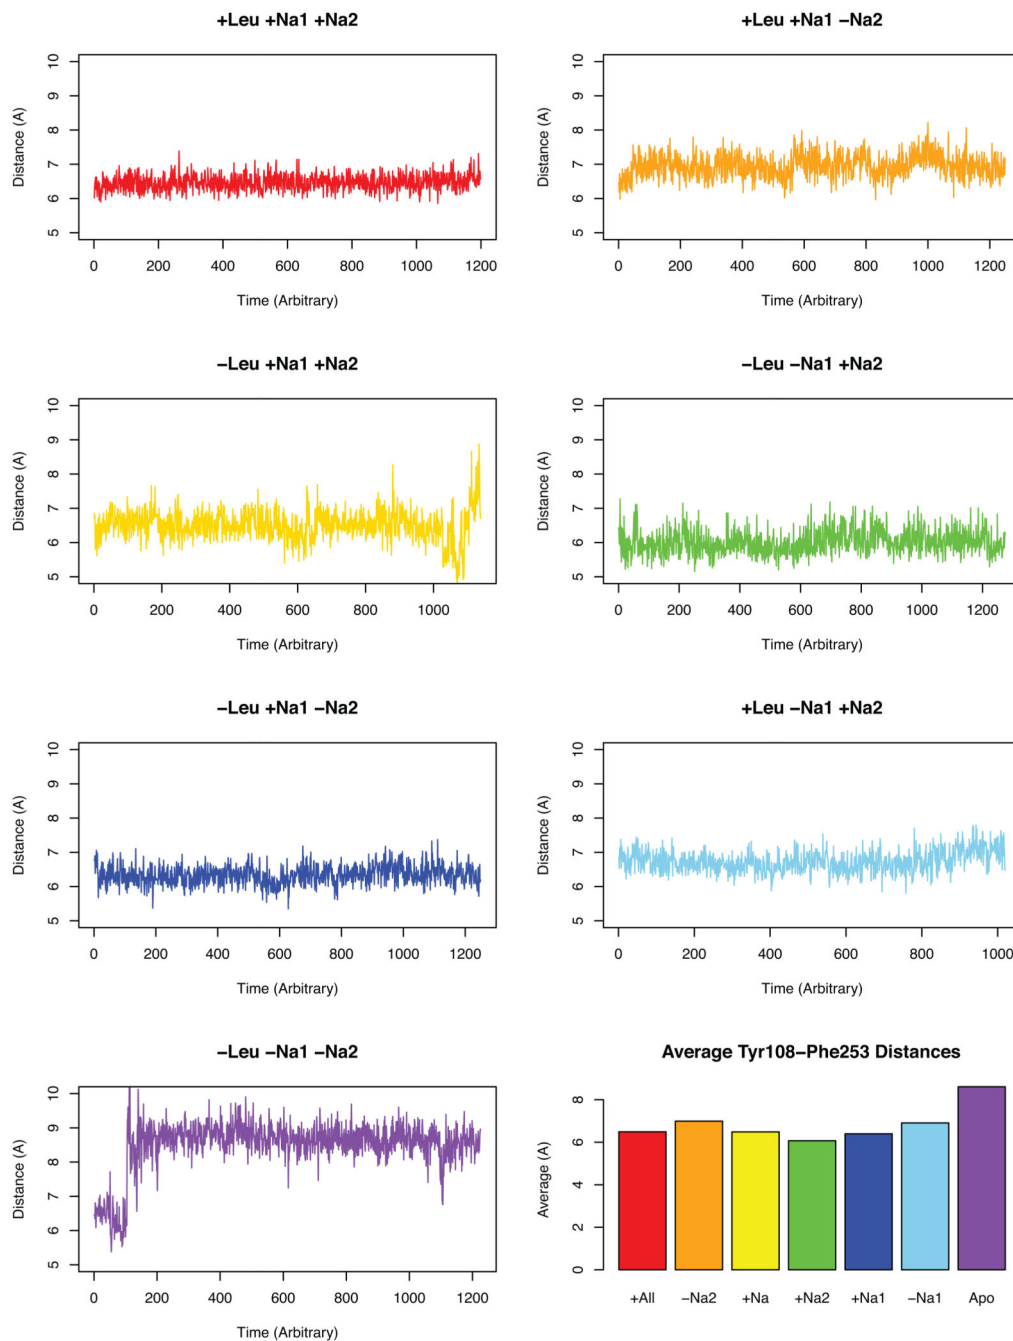 +Leu +Na1 +Na2
Distance (A)
10
9
8
7
6
5
0 200 400 600 800 1000 1200
Time (Arbitrary)
+Leu +Na1 −Na2
Distance (A)
10
9
8
7
6
5
0 200 400 600 800 1000 1200
Time (Arbitrary)
−Leu +Na1 +Na2
Distance (A)
10
9
8
7
6
5
0 200 400 600 800 1000
Time (Arbitrary)
−Leu −Na1 +Na2
Distance (A)
10
9
8
7
6
5
0 200 400 600 800 1000 1200
Time (Arbitrary)
−Leu +Na1 −Na2
Distance (A)
10
9
8
7
6
5
0 200 400 600 800 1000 1200
Time (Arbitrary)
+Leu −Na1 +Na2
Distance (A)
10
9
8
7
6
5
0 200 400 600 800 1000
Time (Arbitrary)
−Leu −Na1 −Na2
Distance (A)
10
9
8
7
6
5
0 200 400 600 800 1000 1200
Time (Arbitrary)
Average Tyr108−Phe253 Distances
Average (A)
8
6
4
2
0
+All −Na2 +Na +Na2 +Na1 −Na1 Apo